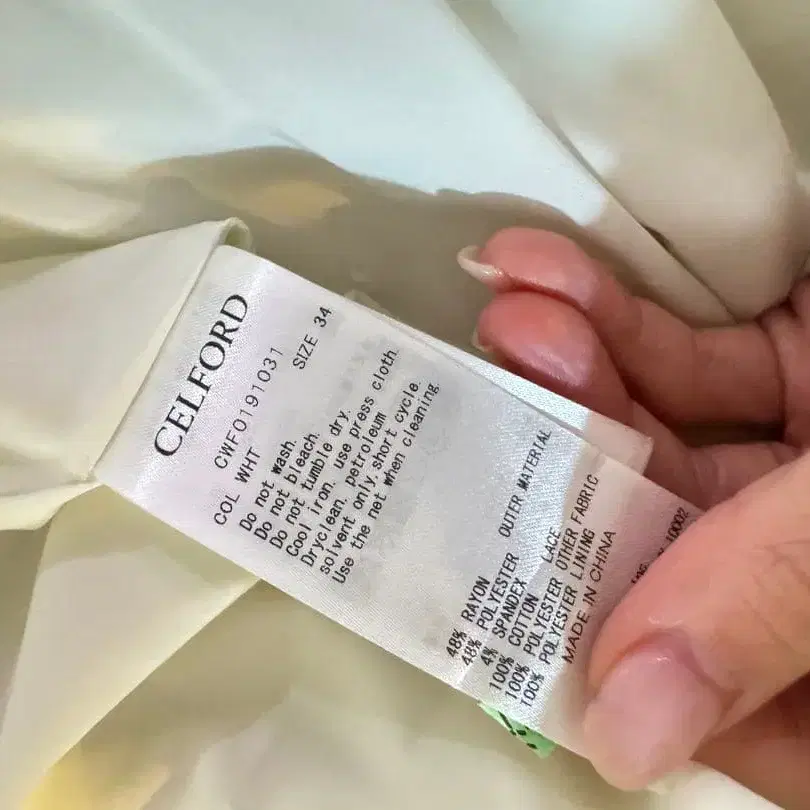 CELFORD
CWFO191031
COL WHT SIZE 34
Do not wash.
Do not bleach.
Do not tumble dry.
Cool iron. use press cloth.
Dryclean. petroleum
solvent only,short cycle.
Use the net when cleaning.
48% RAYON OUTER MATERIAL
48% POLYESTER
4% SPANDEX
100% COTTON LACE
100% POLYESTER OTHER FABRIC
100% POLYESTER LINING
MADE IN CHINA
10002